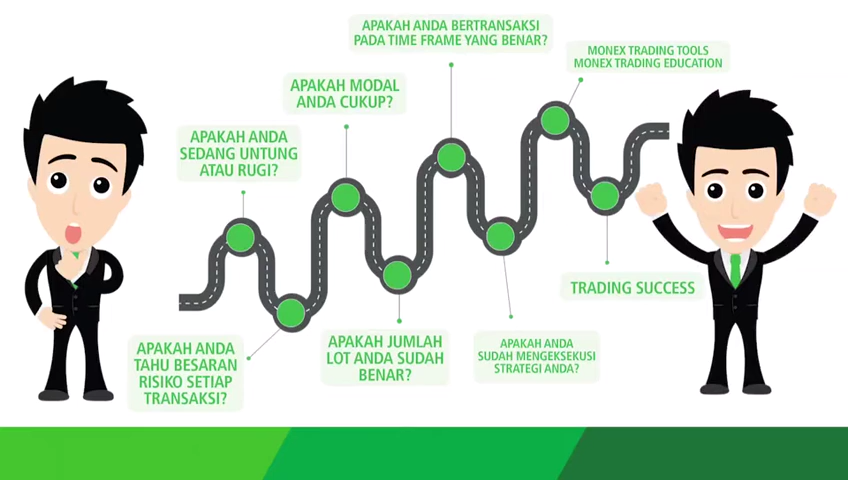 APAKAH ANDA
SEDANG UNTUNG
ATAU RUGI?
APAKAH ANDA
TAHU BESARAN
RISIKO SETIAP
TRANSAKSI?
APAKAH MODAL
ANDA CUKUP?
APAKAH JUMLAH
LOT ANDA SUDAH
BENAR?
APAKAH ANDA BERTRANSAKSI
PADA TIME FRAME YANG BENAR?
APAKAH ANDA
SUDAH MENGEKSEKUSI
STRATEGI ANDA?
MONEX TRADING TOOLS
MONEX TRADING EDUCATION
TRADING SUCCESS